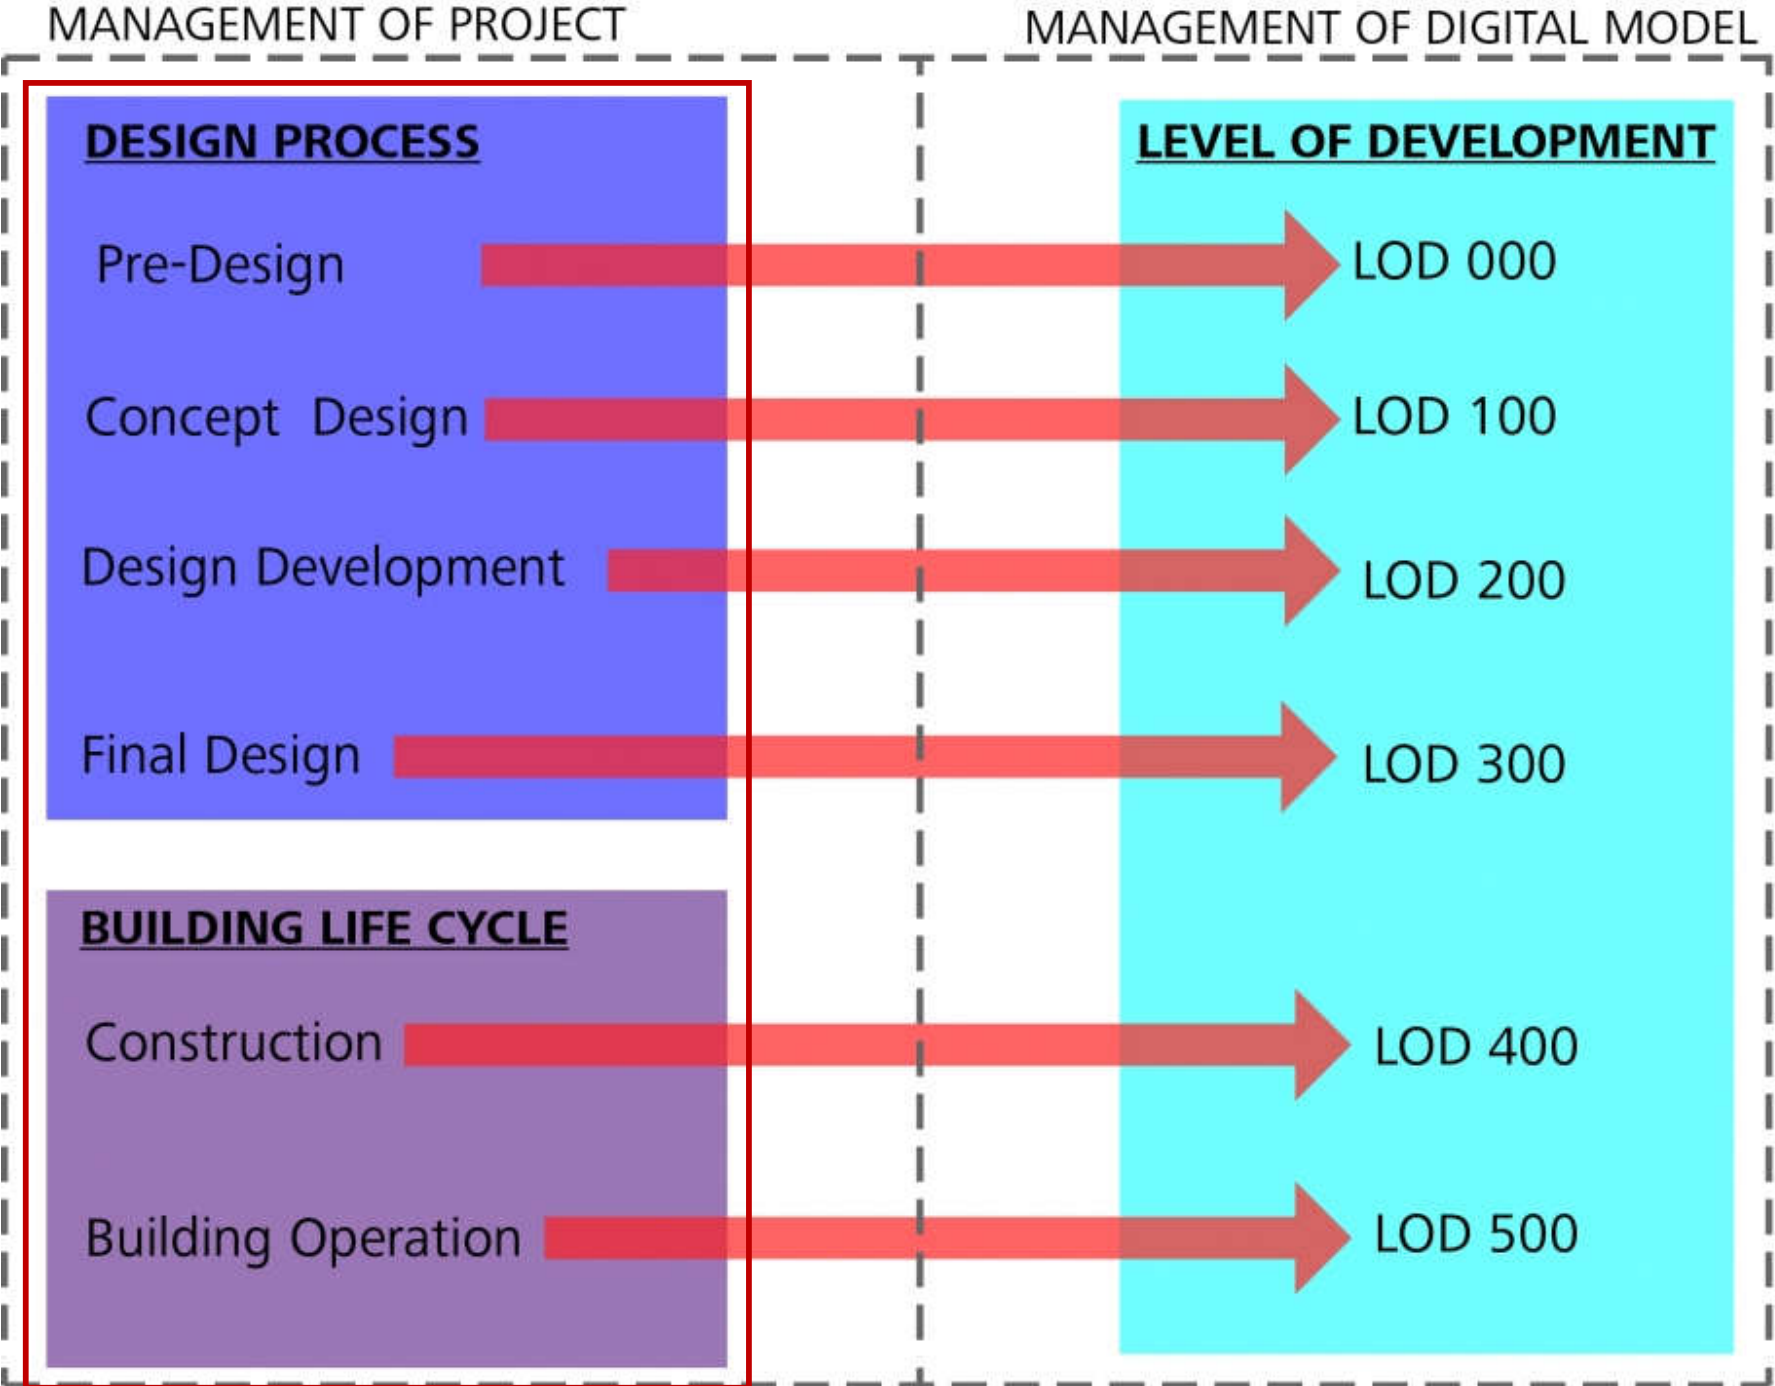 MANAGEMENT OF PROJECT
MANAGEMENT OF DIGITAL MODEL
DESIGN PROCESS
Pre-Design
Concept Design
Design Development
Final Design
BUILDING LIFE CYCLE
Construction
Building Operation
LEVEL OF DEVELOPMENT
LOD 000
LOD 100
LOD 200
LOD 300
LOD 400
LOD 500